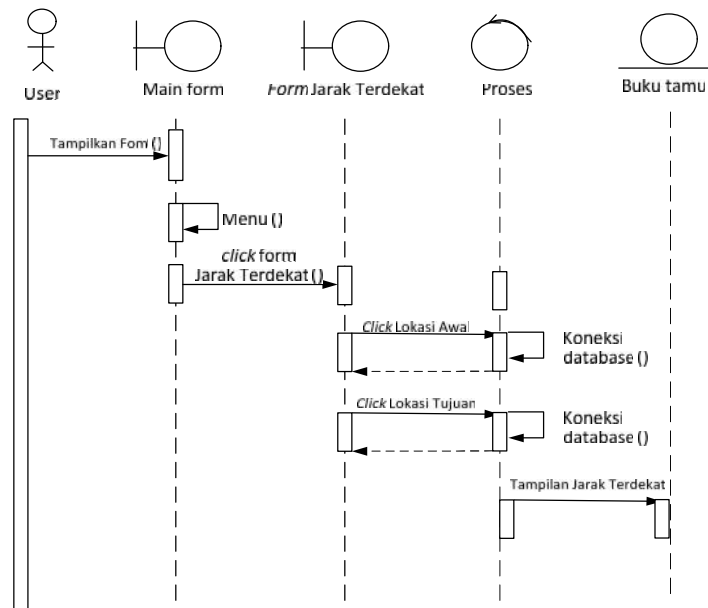 User
Main form
Form Jarak Terdekat
Proses
Buku tamu
Tampilkan Fom ()
Menu ()
click form
Jarak Terdekat ()
Click Lokasi Awal
Koneksi
database ()
Click Lokasi Tujuan
Koneksi
database ()
Tampilan Jarak Terdekat